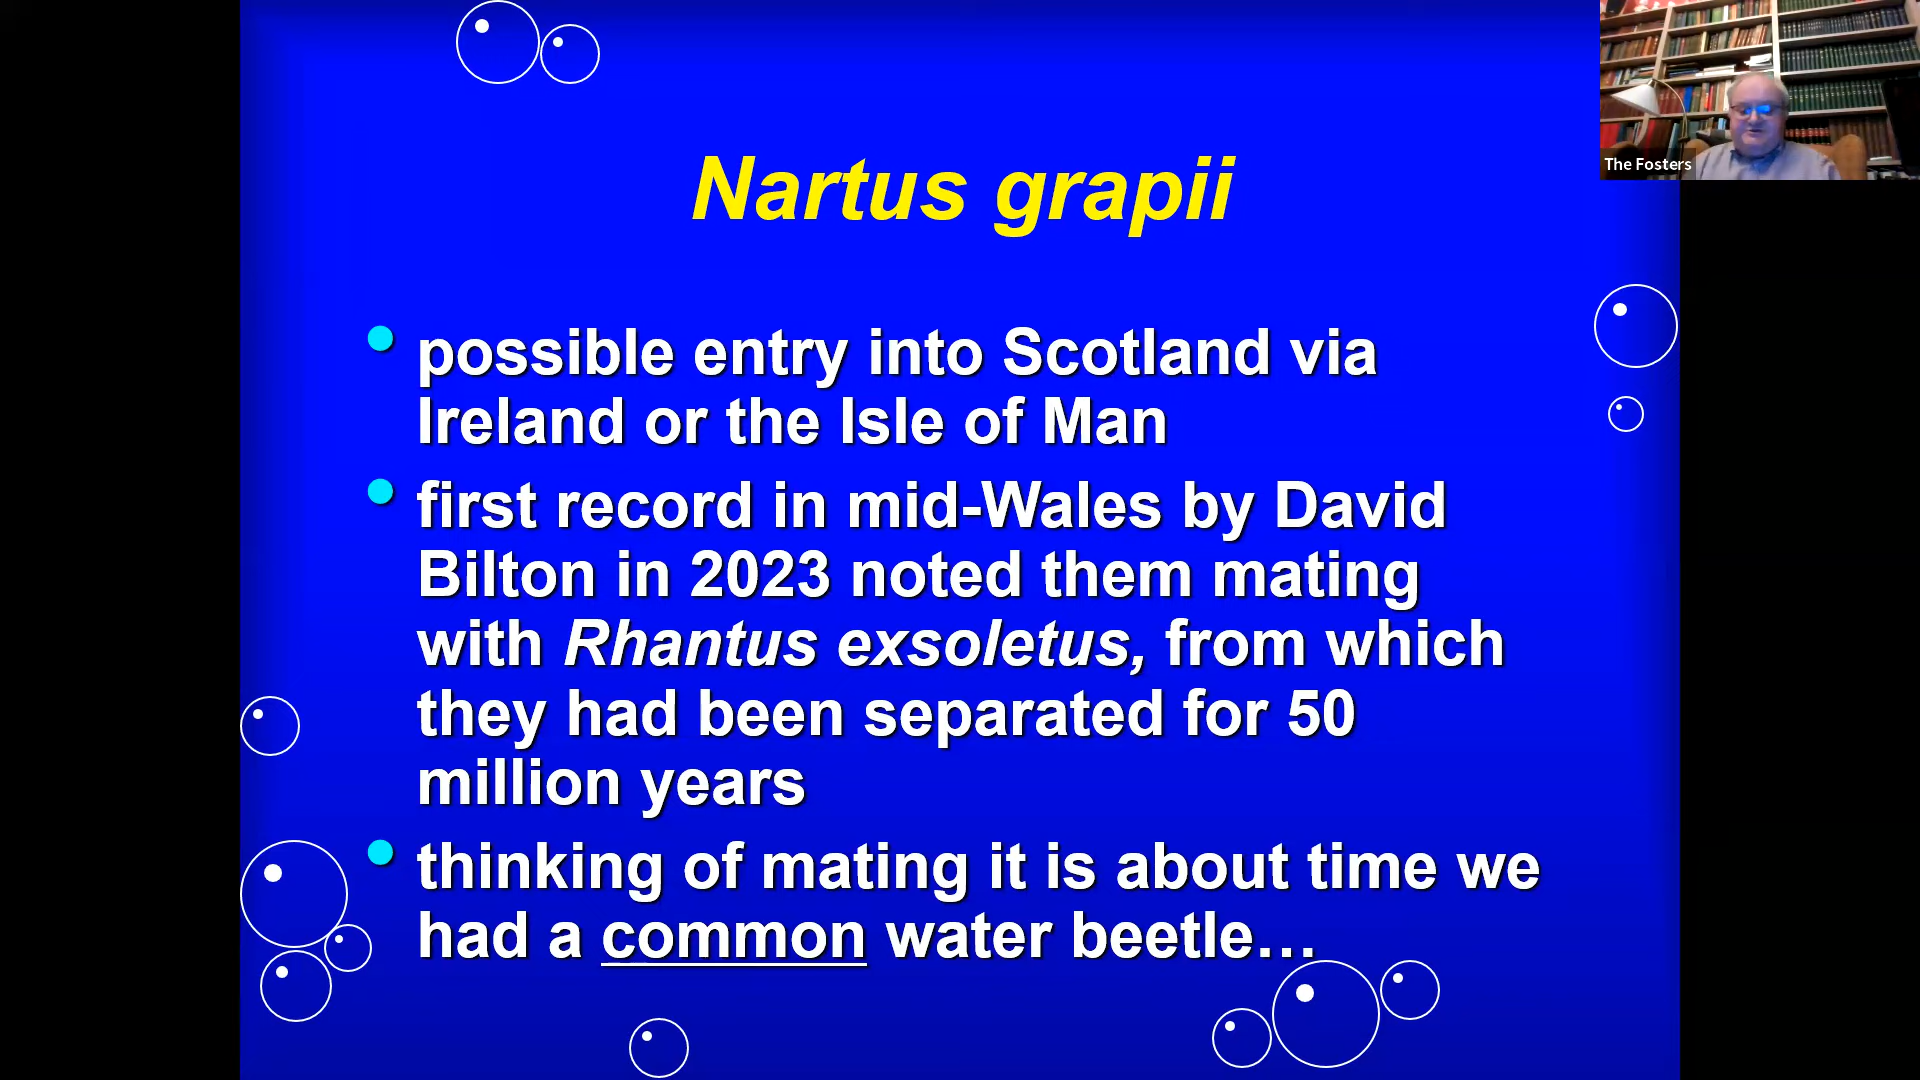 Nartus grapii
The Fosters
• possible entry into Scotland via
Ireland or the Isle of Man
• first record in mid-Wales by David
Bilton in 2023 noted them mating
with Rhantus exsoletus, from which
they had been separated for 50
million years
• thinking of mating it is about time we
had a common water beetle…